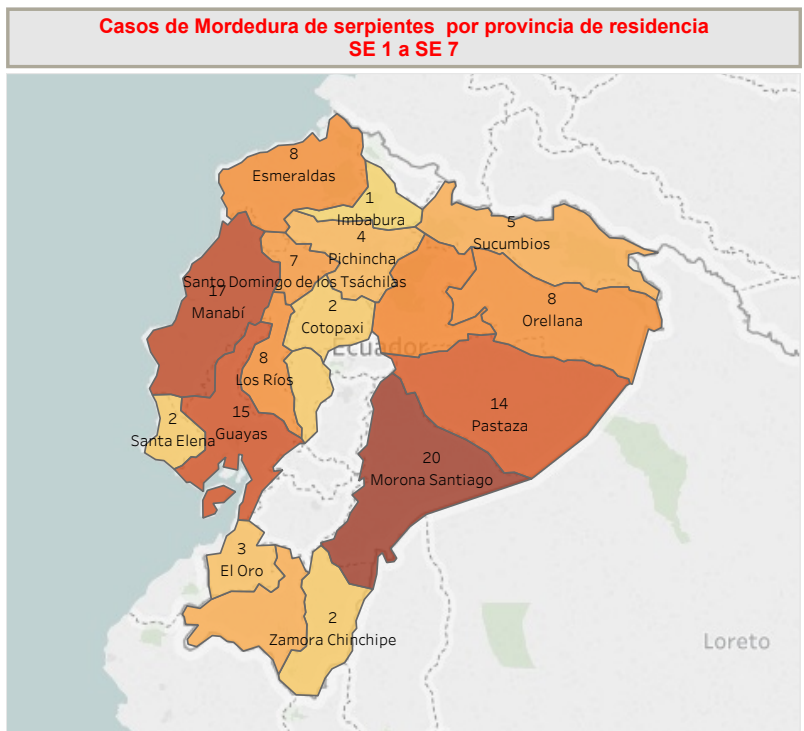 Casos de Mordedura de serpientes por provincia de residencia
SE 1 a SE 7
8
Esmeraldas
1
Imbabura
5
Sucumbios
4
Pichincha
7
Santo Domingo de los Tsáchilas
17
Manabí
2
Cotopaxi
8
Orellana
Ecuador
8
Los Ríos
14
Pastaza
15
Guayas
2
Santa Elena
20
Morona Santiago
3
El Oro
2
Zamora Chinchipe
Loreto